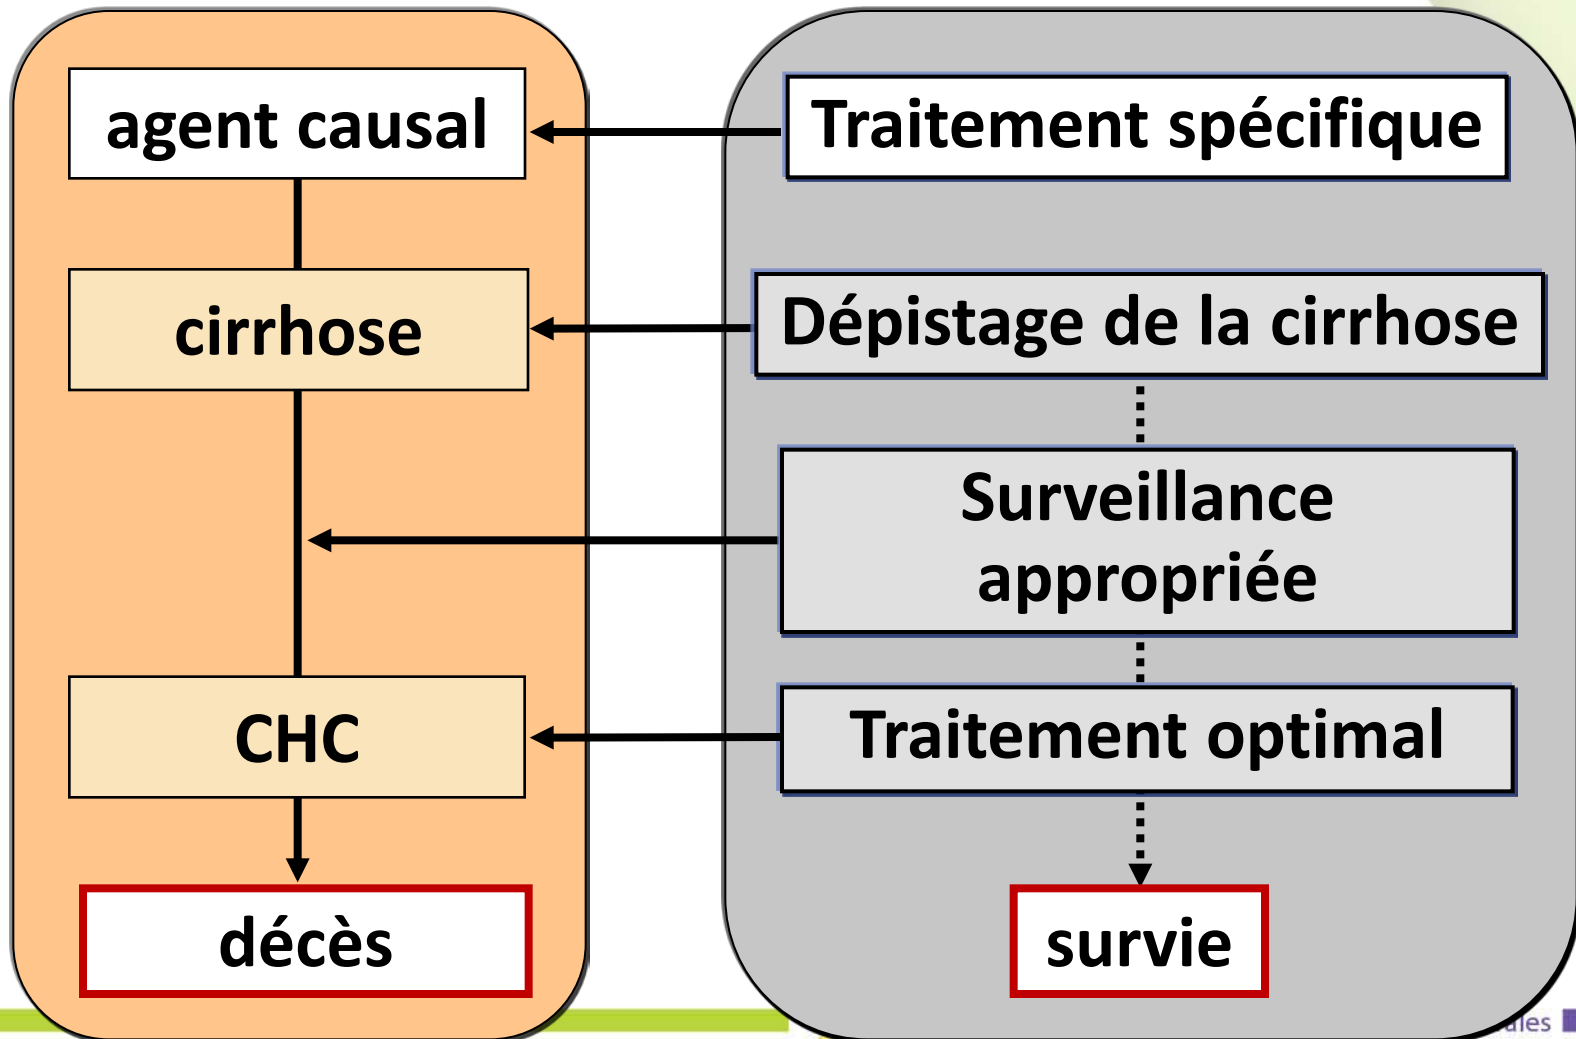 agent causal
Traitement spécifique
cirrhose
Dépistage de la cirrhose
Surveillance
appropriée
CHC
Traitement optimal
décès
survie